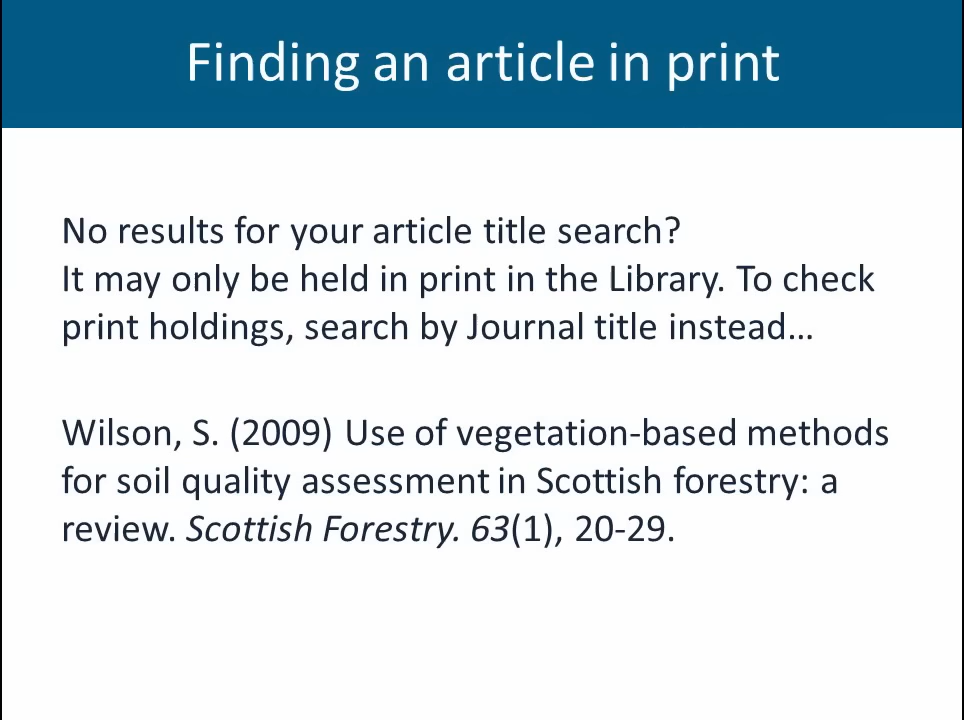 Finding an article in print
No results for your article title search?
It may only be held in print in the Library. To check
print holdings, search by Journal title instead…
Wilson, S. (2009) Use of vegetation-based methods
for soil quality assessment in Scottish forestry: a
review. Scottish Forestry. 63(1), 20-29.